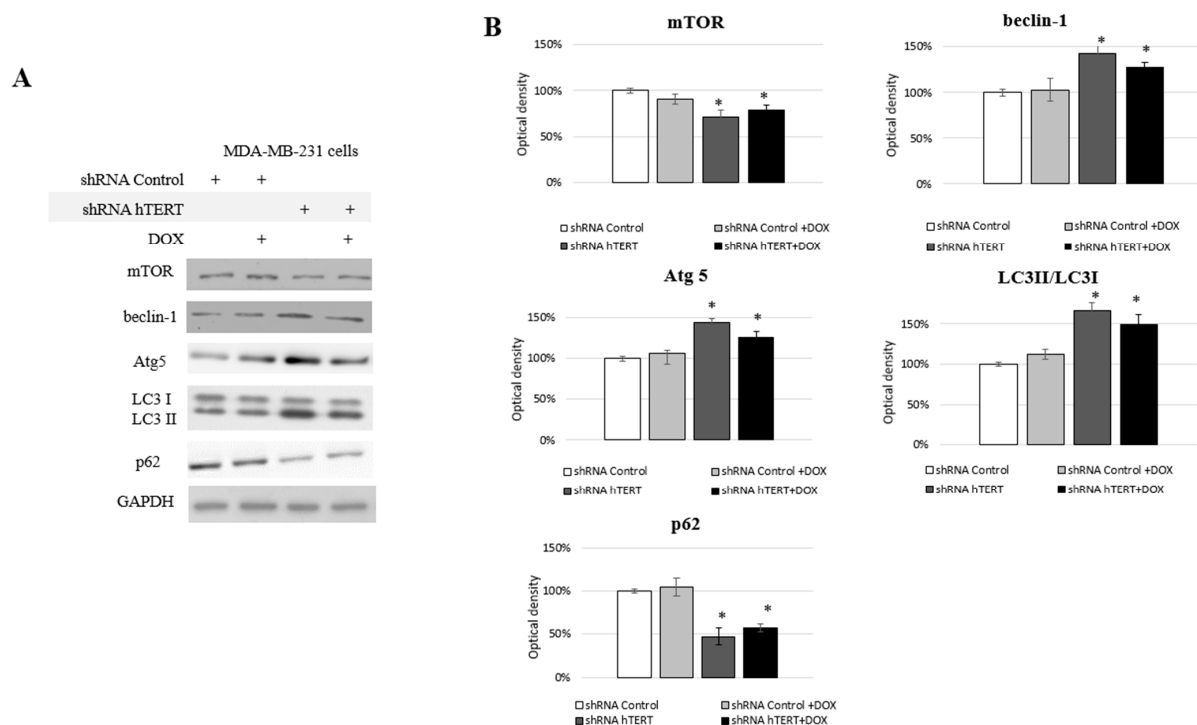 A
MDA-MB-231 cells
shRNA Control + +
shRNA hTERT + +
DOX + +
mTOR
beclin-1
Atg5
LC3 I
LC3 II
p62
GAPDH
B
mTOR
150%
100%
50%
0%
Optical density
* *
shRNA Control shRNA Control +DOX
shRNA hTERT shRNA hTERT+DOX
beclin-1
150%
100%
50%
0%
Optical density
* *
shRNA Control shRNA Control +DOX
shRNA hTERT shRNA hTERT+DOX
Atg 5
150%
100%
50%
0%
Optical density
* *
shRNA Control shRNA Control +DOX
shRNA hTERT shRNA hTERT+DOX
LC3II/LC3I
150%
100%
50%
0%
Optical density
* *
shRNA Control shRNA Control +DOX
shRNA hTERT shRNA hTERT+DOX
p62
150%
100%
50%
0%
Optical density
* *
shRNA Control shRNA Control +DOX
shRNA hTERT shRNA hTERT+DOX